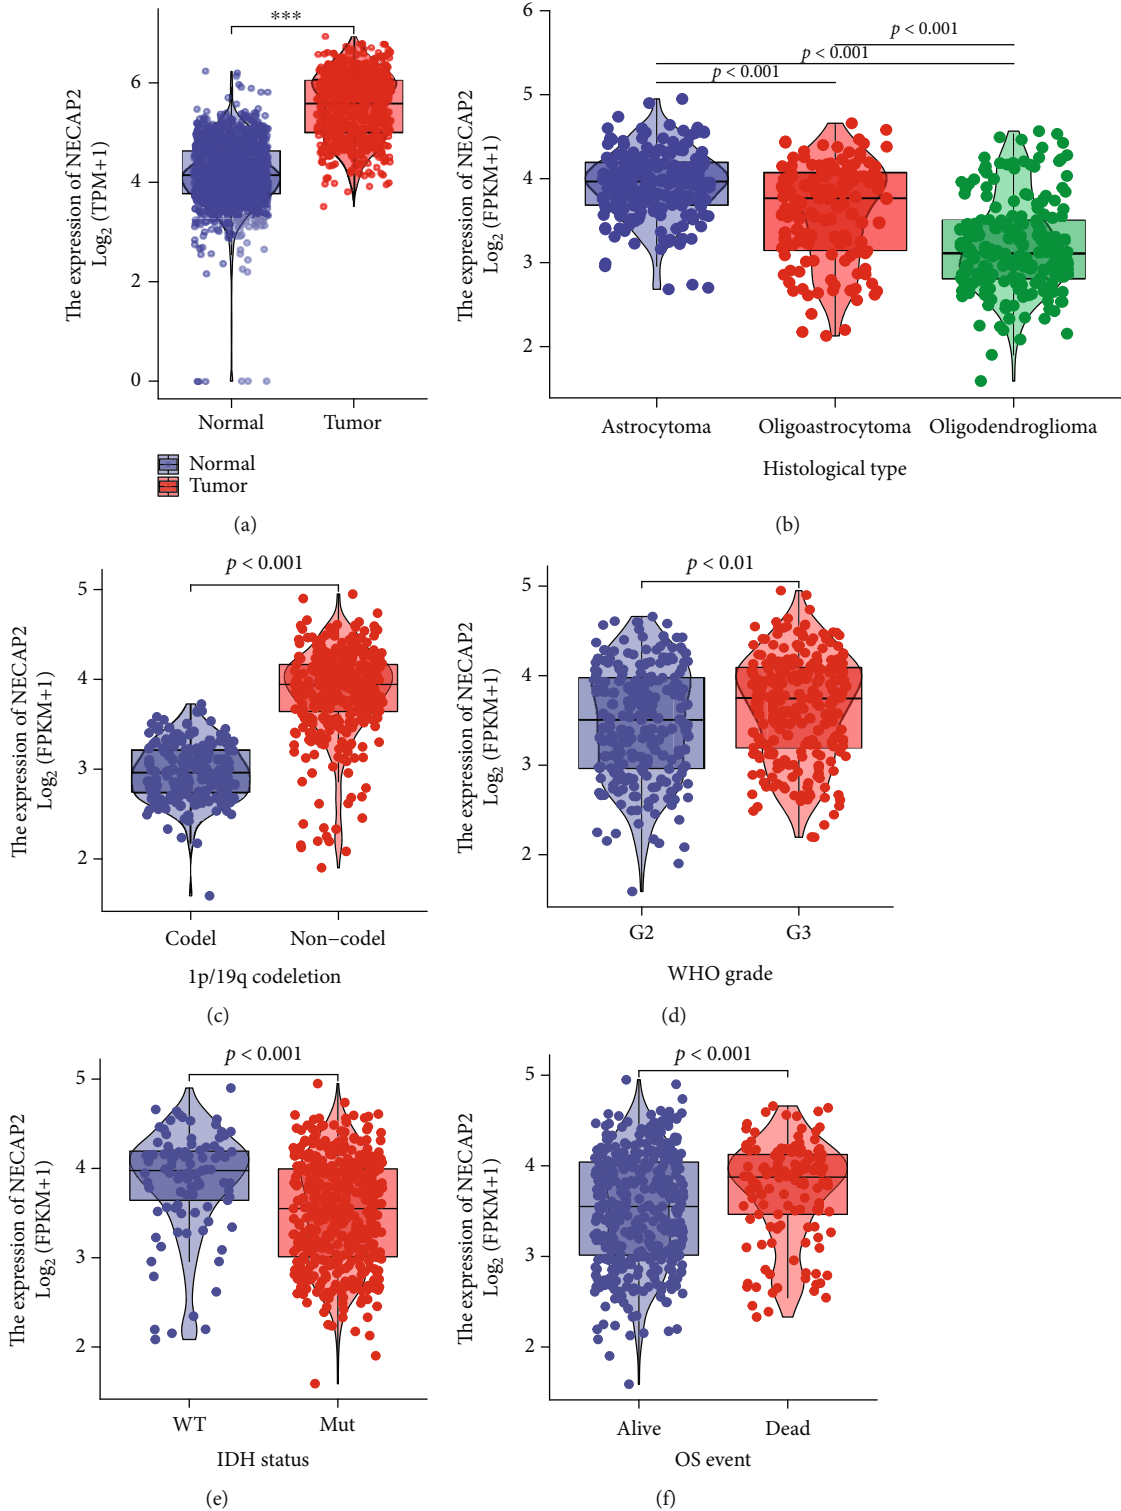 The expression of NECAP2
Log2 (TPM+1)
6
4
2
0
***
Normal
Tumor
Normal
Tumor
(a)
The expression of NECAP2
Log2 (FPKM+1)
6
5
4
3
2
p < 0.001
p < 0.001
p < 0.001
Astrocytoma
Oligoastrocytoma
Oligodendroglioma
Histological type
(b)
The expression of NECAP2
Log2 (FPKM+1)
5
4
3
2
p < 0.001
Codel
Non−codel
1p/19q codeletion
(c)
The expression of NECAP2
Log2 (FPKM+1)
5
4
3
2
p < 0.01
G2
G3
WHO grade
(d)
The expression of NECAP2
Log2 (FPKM+1)
5
4
3
2
p < 0.001
WT
Mut
IDH status
(e)
The expression of NECAP2
Log2 (FPKM+1)
5
4
3
2
p < 0.001
Alive
Dead
OS event
(f)